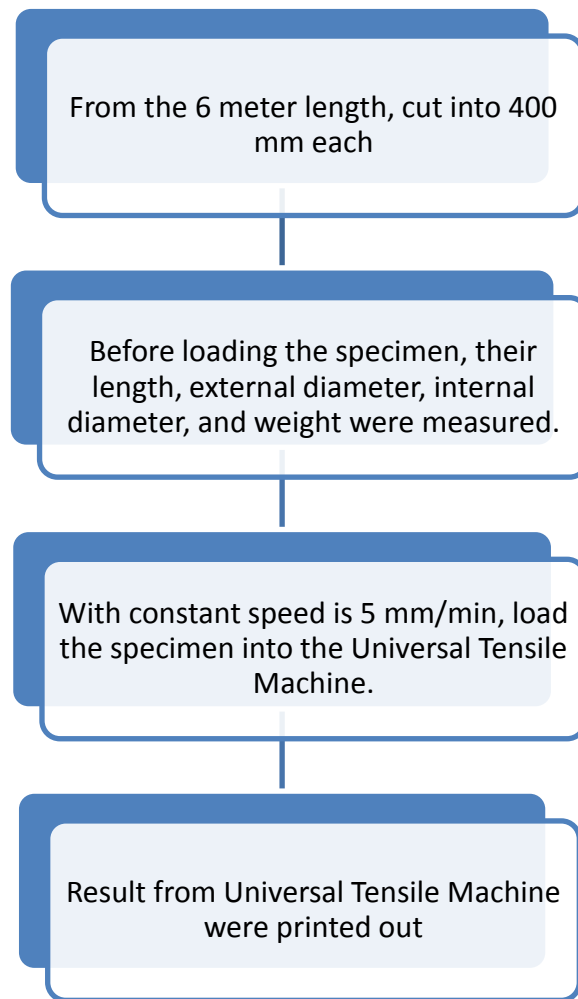 From the 6 meter length, cut into 400
mm each
Before loading the specimen, their
length, external diameter, internal
diameter, and weight were measured.
With constant speed is 5 mm/min, load
the specimen into the Universal Tensile
Machine.
Result from Universal Tensile Machine
were printed out